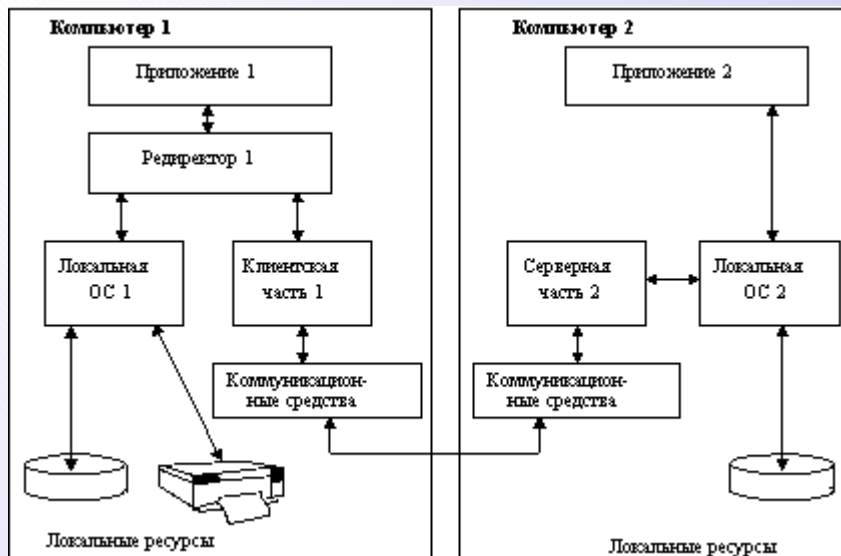 Компьютер 1
Приложение 1
Редиректор 1
Локальная
ОС 1
Клиентская
часть 1
Коммуникацион-
ные средства
Локальные ресурсы
Компьютер 2
Приложение 2
Серверная
часть 2
Локальная
ОС 2
Коммуникацион-
ные средства
Локальные ресурсы